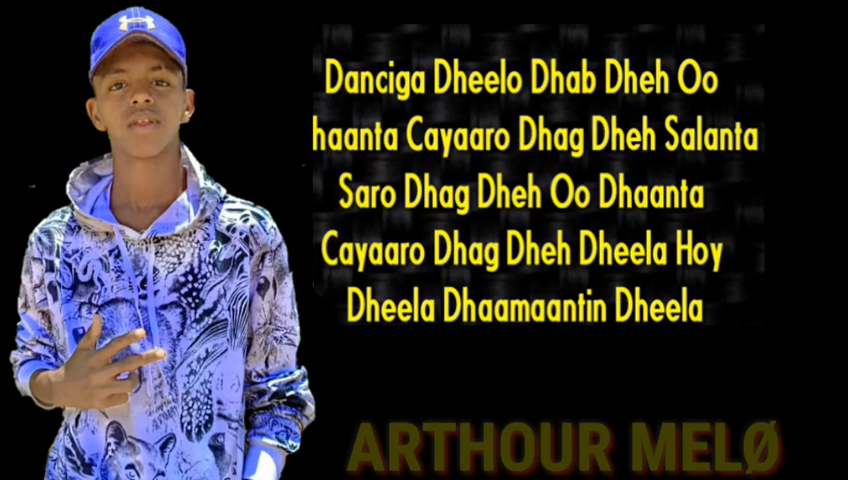 Danciga Dheelo Dhab Dheh Oo
haanta Cayaaro Dhag Dheh Salanta
Saro Dhag Dheh Oo Dhaanta
Cayaaro Dhag Dheh Dheela Hoy
Dheela Dhaamaantin Dheela
ARTHOUR MELØ